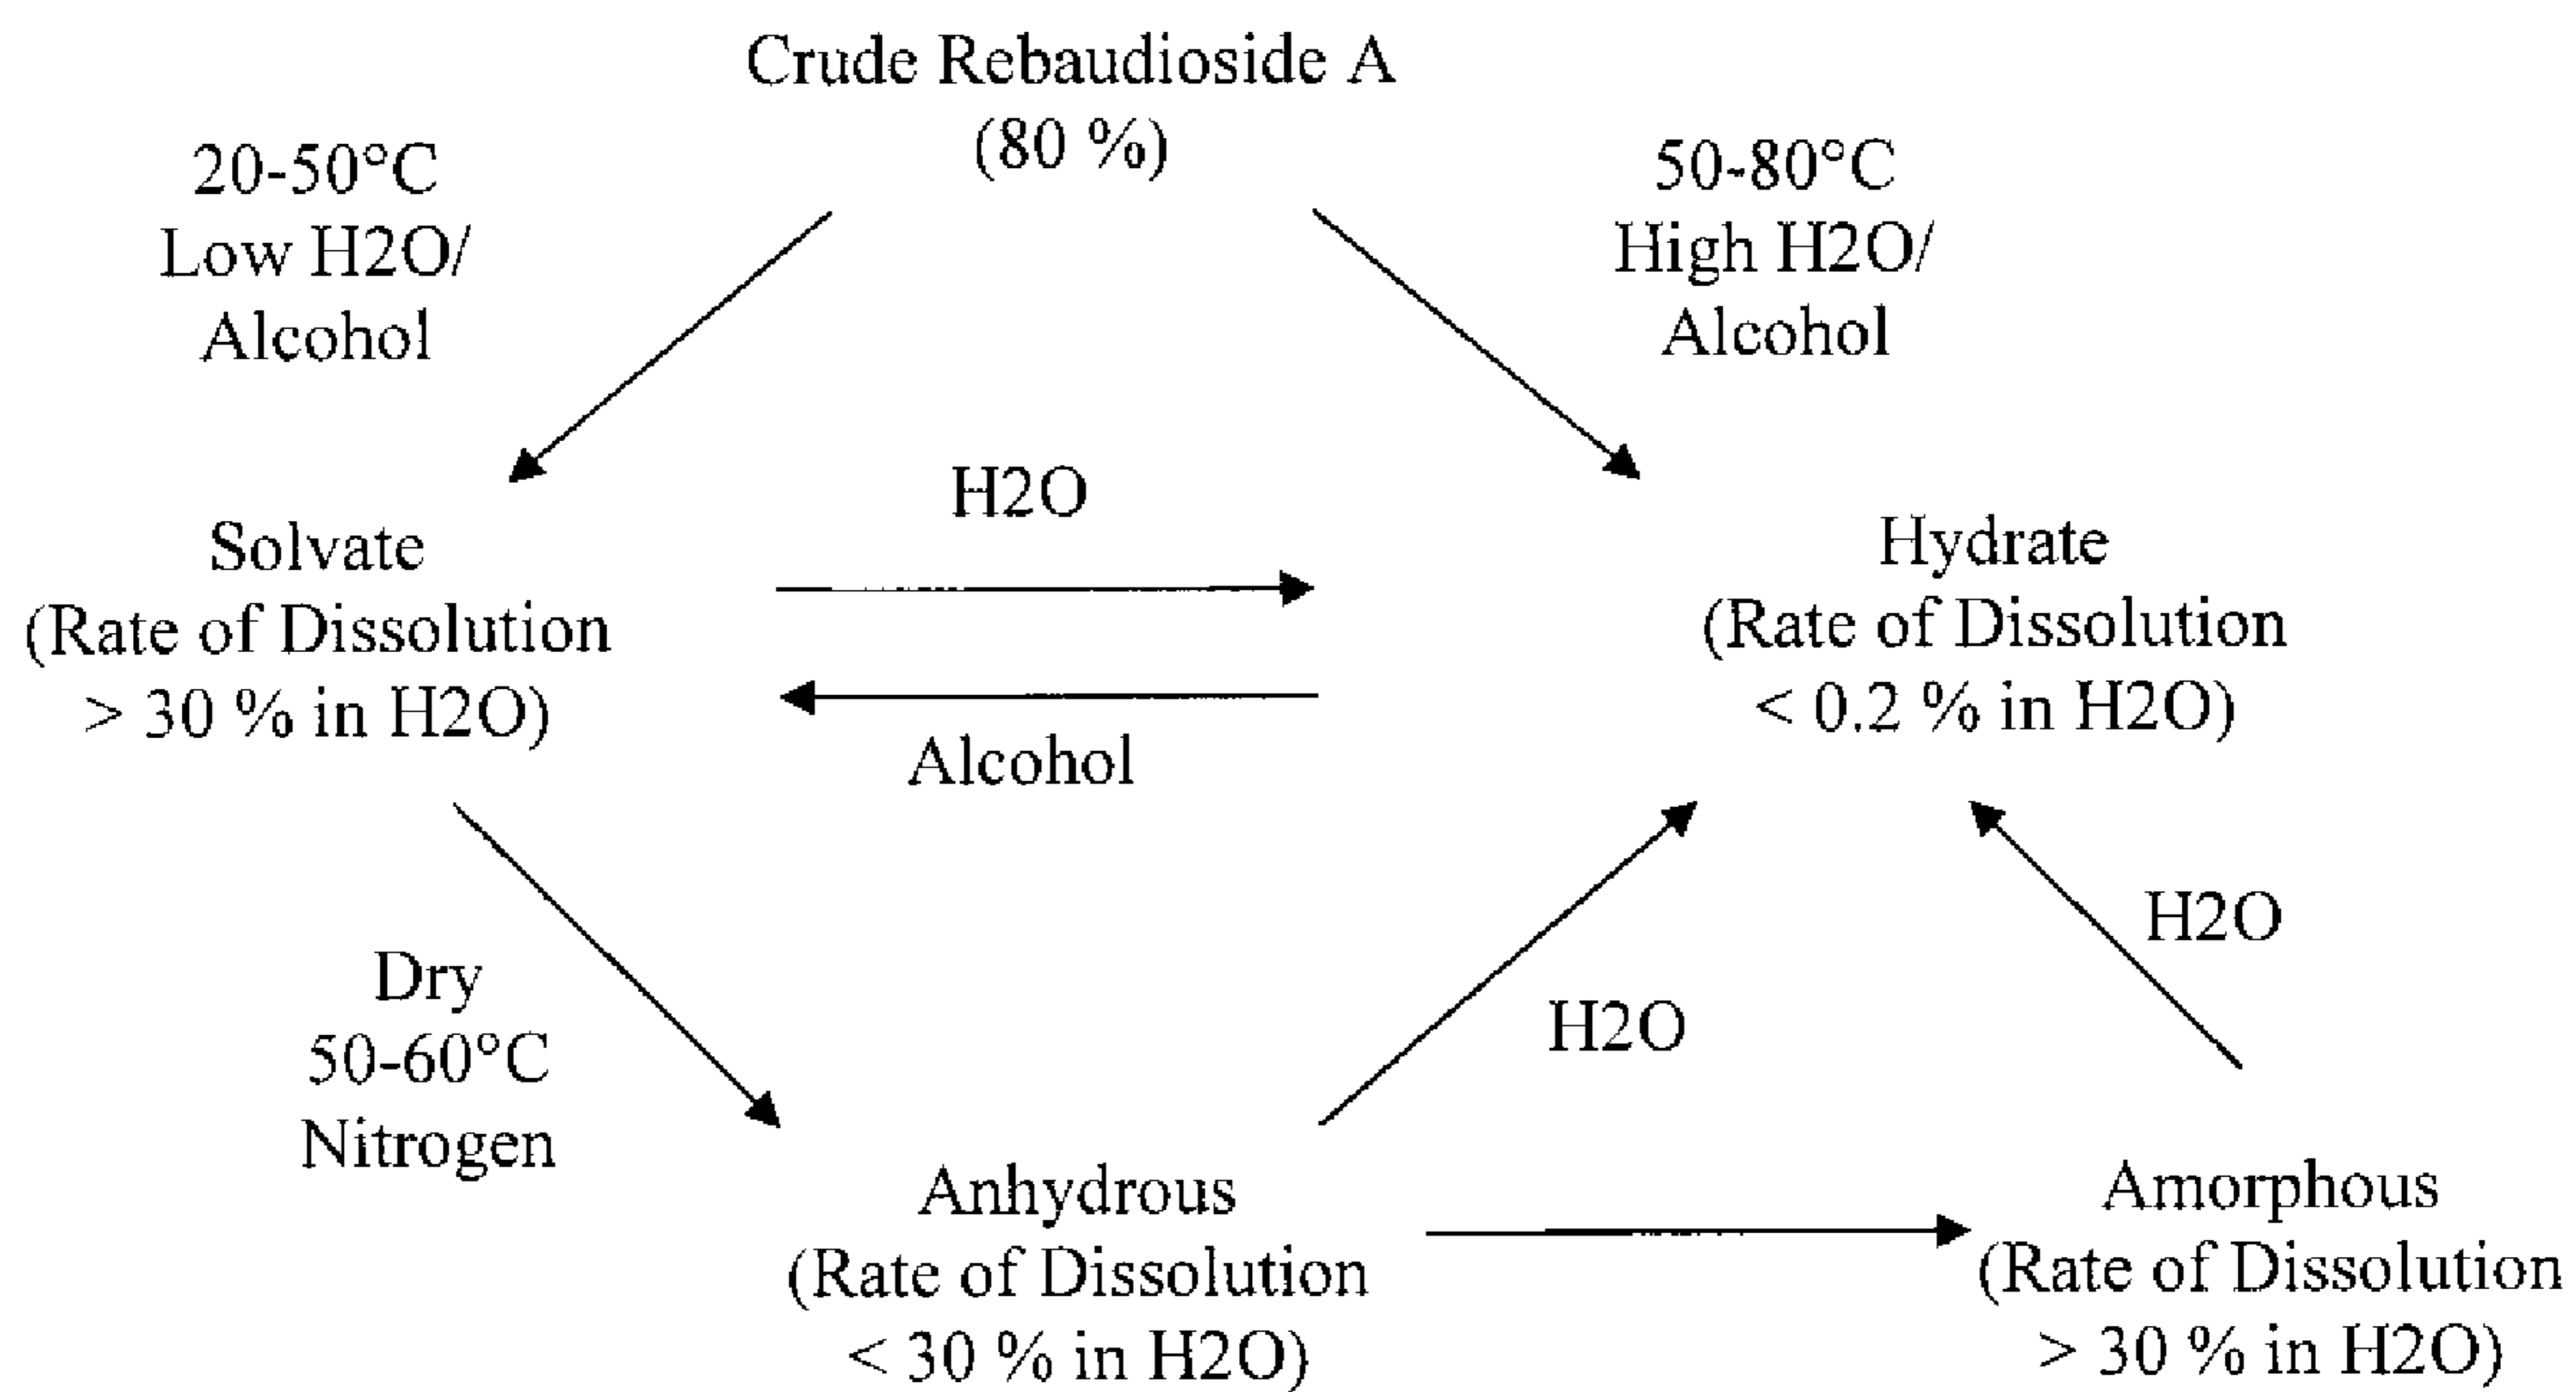 Crude Rebaudioside A
(80 %)
20-50°C
Low H2O/
Alcohol
50-80°C
High H2O/
Alcohol
H2O
Solvate
(Rate of Dissolution
> 30 % in H2O)
Hydrate
(Rate of Dissolution
< 0.2 % in H2O)
Alcohol
Dry
50-60°C
Nitrogen
H2O
H2O
Anhydrous
(Rate of Dissolution
< 30 % in H2O)
Amorphous
(Rate of Dissolution
> 30 % in H2O)